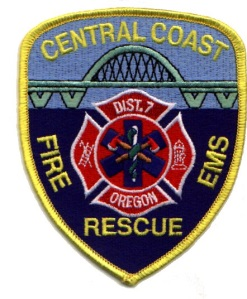 CENTRAL COAST
DIST. 7
FIRE
EMS
OREGON
RESCUE